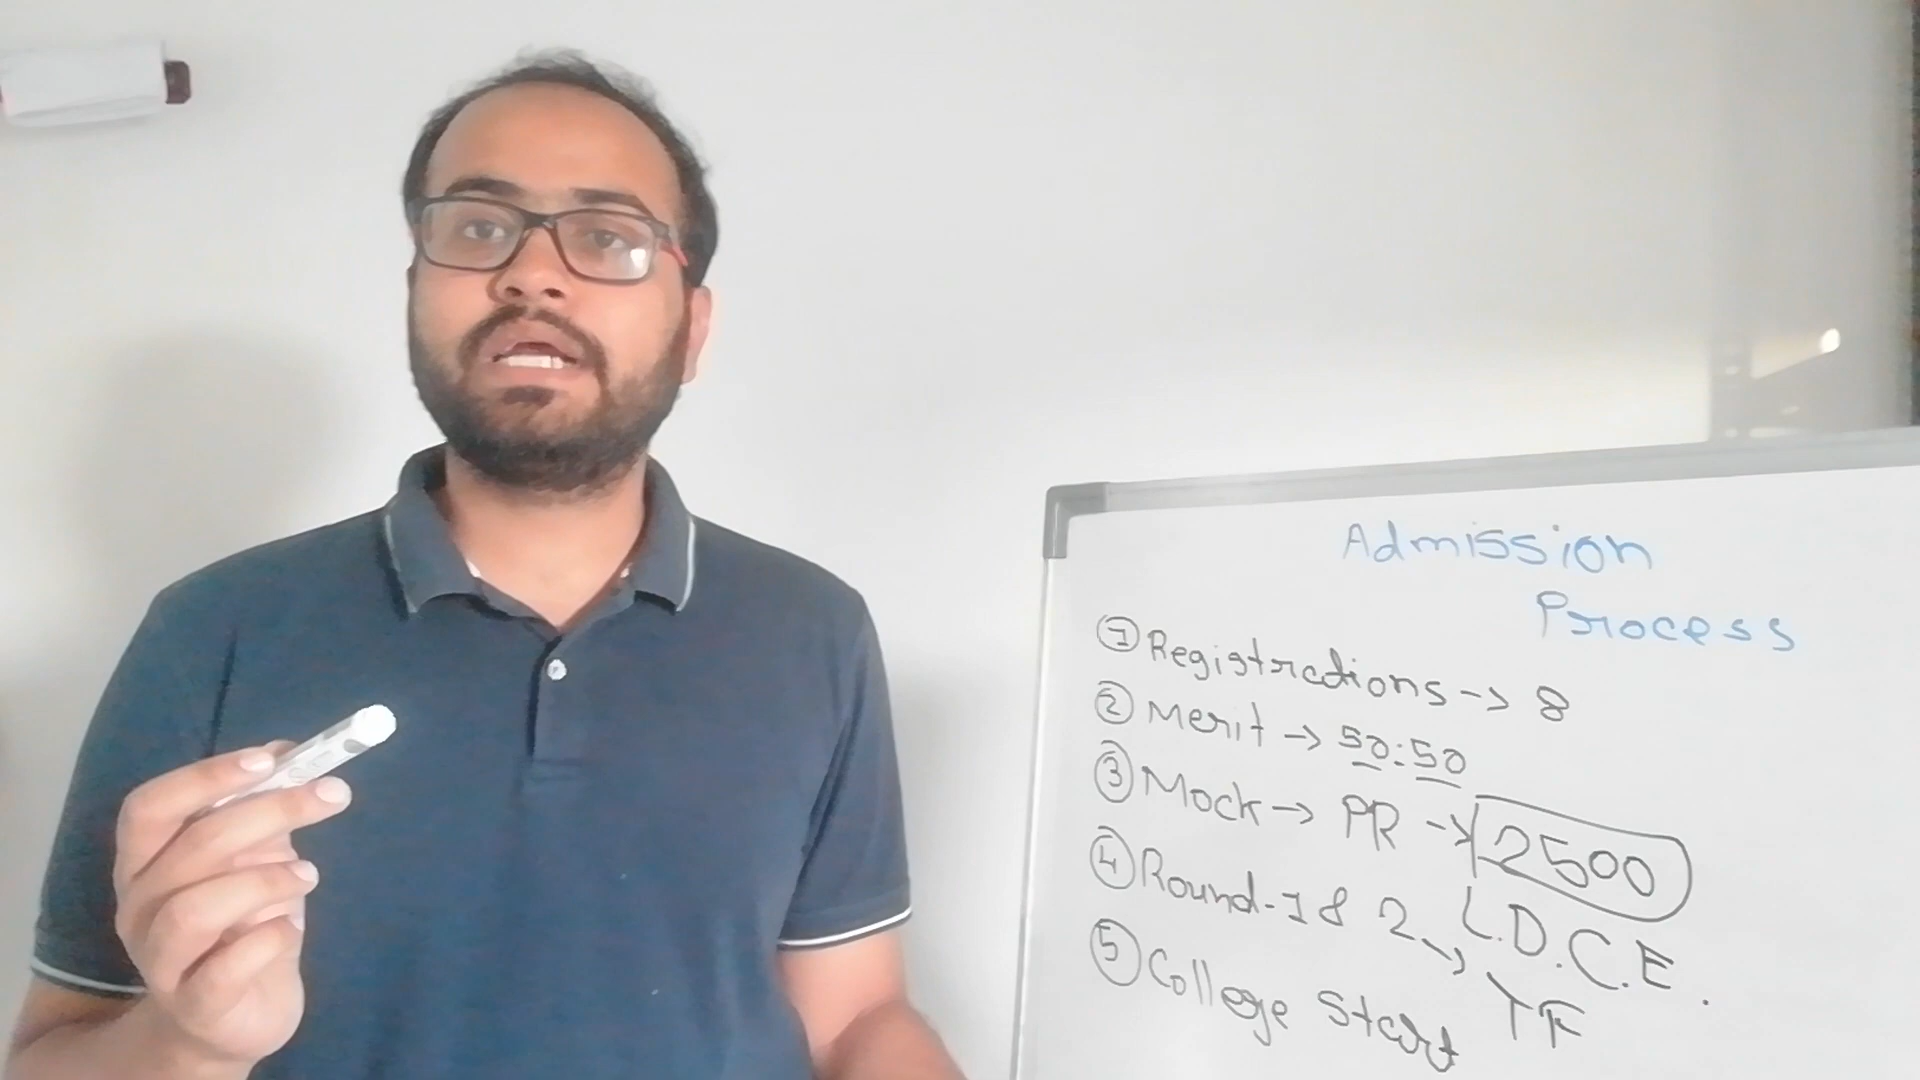 Admission
Process
① Registrations -> 8
② Merit -> 50:50
③ Mock -> PR -> 2500
④ Round-1 & 2 -> TF
L.D.C.E.
⑤ College Start